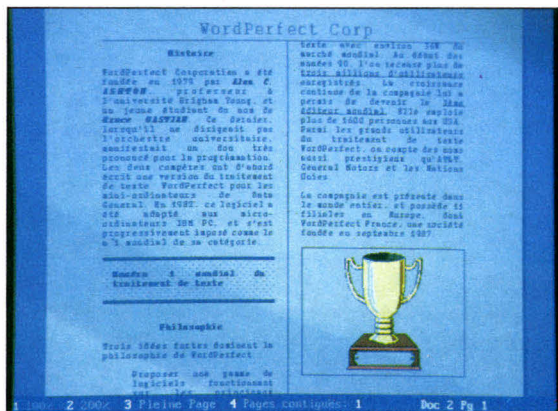 WordPerfect Corp
Histoire
WordPerfect Corporation a été
fondée en 1979 par Alan C.
ASHTON, professeur à
l'université Brigham Young, et
un jeune étudiant du nom de
Bruce BASTIAN. Ce dernier,
lorsqu'il ne dirigeait pas
l'orchestre universitaire,
manifestait un don très
prononcé pour la programmation.
Les deux compères ont d'abord
écrit une version du traitement
de texte WordPerfect pour les
mini-ordinateurs de Data
General. En 1982, ce logiciel a
été adapté aux micro-
ordinateurs IBM PC, et s'est
progressivement imposé comme le
n°1 mondial de sa catégorie.
Numéro 1 mondial du
traitement de texte
Philosophie
Trois idées fortes dominent la
philosophie de WordPerfect
Proposer une gamme de
logiciels fonctionnant
sur les principaux
texte avec environ 30% du
marché mondial. Au début des
années 90, l'on recense plus de
trois millions d'utilisateurs
enregistrés. La croissance
continue de la compagnie lui a
permis de devenir le
éditeur mondial. Elle emploie
plus de 1600 personnes aux USA.
Parmi les grands utilisateurs
du traitement de texte
WordPerfect, on compte des noms
aussi prestigieux qu'AT&T,
General Motors et les Nations
Unies.
La compagnie est présente dans
le monde entier, et possède 11
filiales en Europe, dont
WordPerfect France, une société
fondée en septembre 1987.
1 100% 2 200% 3 Pleine Page 4 Pages contiguës: 1 Doc 2 Pg 1